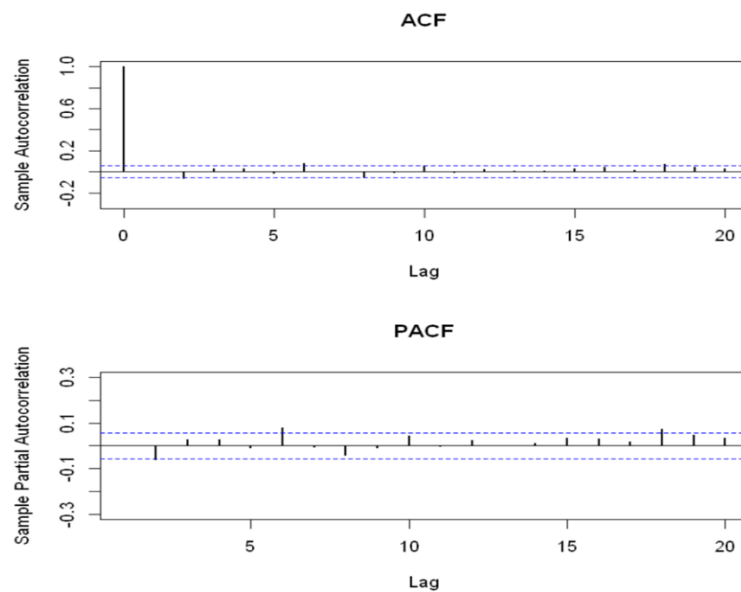 ACF
Sample Autocorrelation
1.0
0.6
0.2
-0.2
0 5 10 15 20
Lag
PACF
Sample Partial Autocorrelation
0.3
0.1
-0.1
-0.3
5 10 15 20
Lag